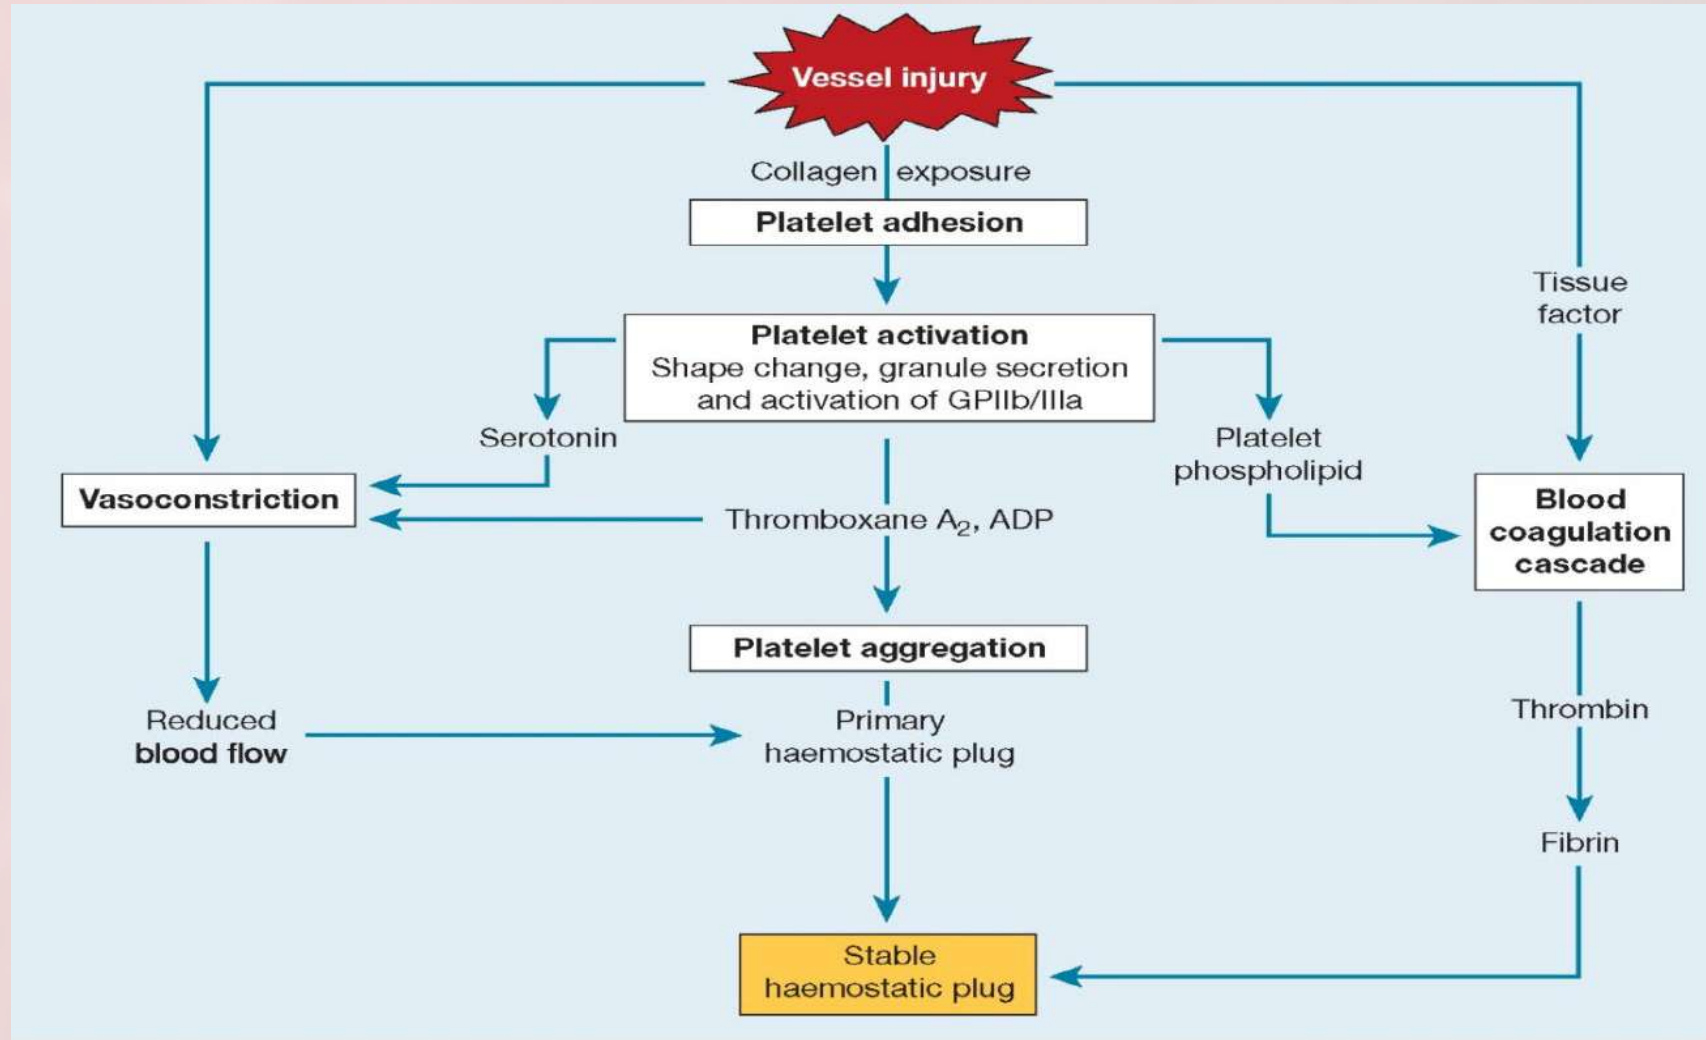 Vessel injury
Collagen exposure
Platelet adhesion
Tissue
factor
Platelet activation
Shape change, granule secretion
and activation of GPIIb/IIIa
Serotonin
Platelet
phospholipid
Vasoconstriction
Thromboxane A₂, ADP
Blood
coagulation
cascade
Platelet aggregation
Reduced
blood flow
Primary
haemostatic plug
Thrombin
Fibrin
Stable
haemostatic plug